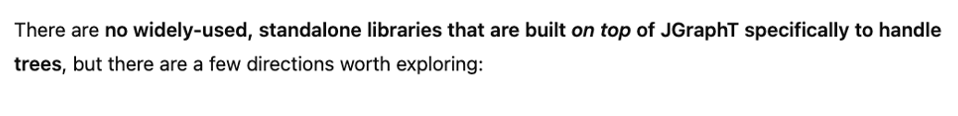 There are no widely-used, standalone libraries that are built on top of JGraphT specifically to handle
trees, but there are a few directions worth exploring: